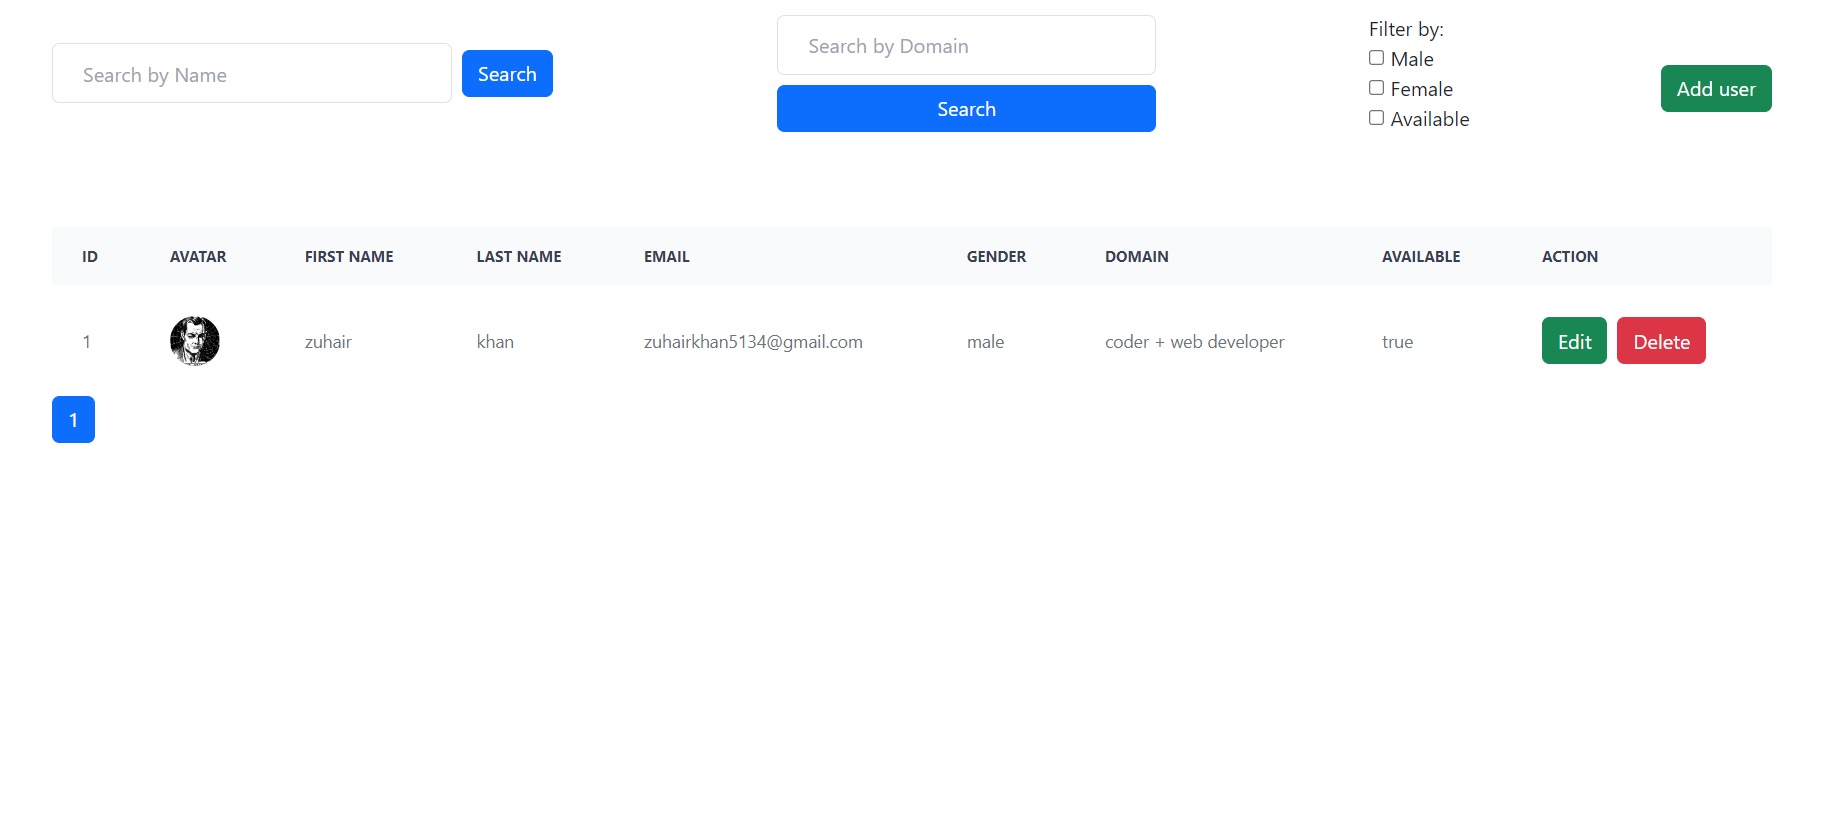 Search by Name
Search
Search by Domain
Search
Filter by:
Male
Female
Available
Add user
ID AVATAR FIRST NAME LAST NAME EMAIL GENDER DOMAIN AVAILABLE ACTION
1 zuhair khan zuhairkhan5134@gmail.com male coder + web developer true Edit Delete
1